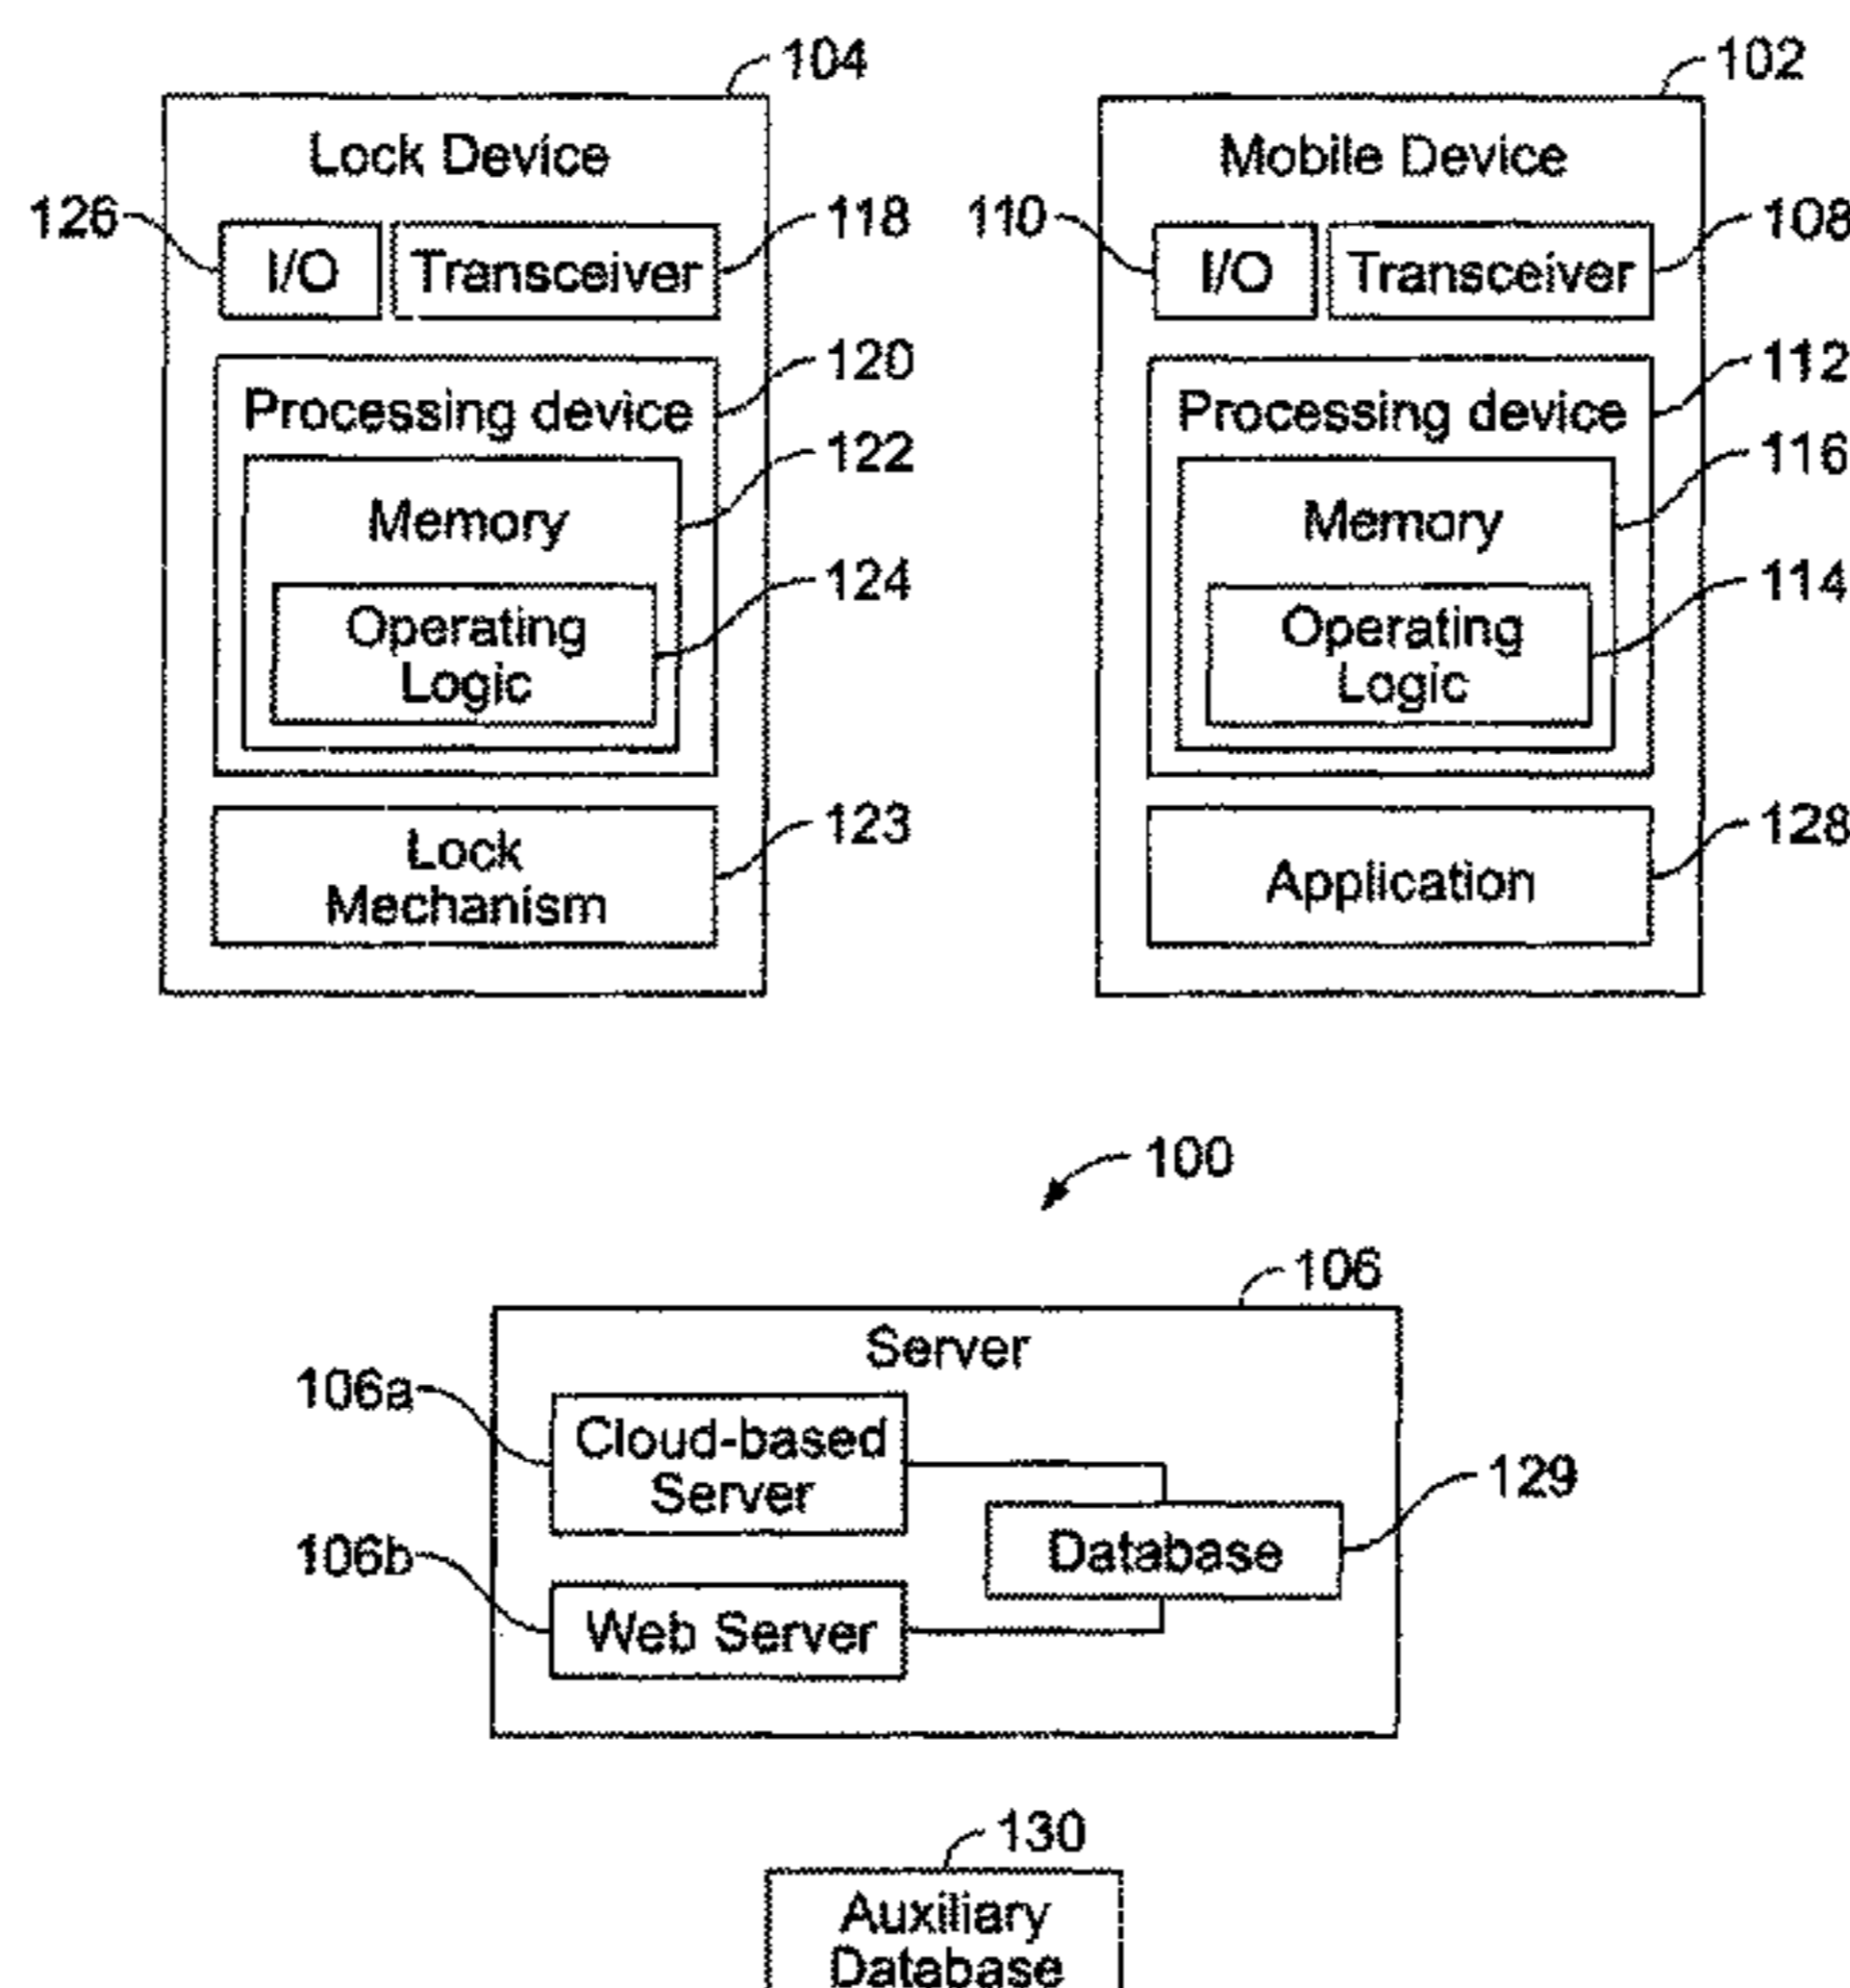 104
Lock Device
126
I/O
Transceiver
118
Processing device
120
Memory
122
Operating
Logic
124
Lock
Mechanism
123
102
Mobile Device
110
I/O
Transceiver
108
Processing device
112
Memory
116
Operating
Logic
114
Application
128
100
106
Server
106a
Cloud-based
Server
129
Database
106b
Web Server
130
Auxiliary
Database